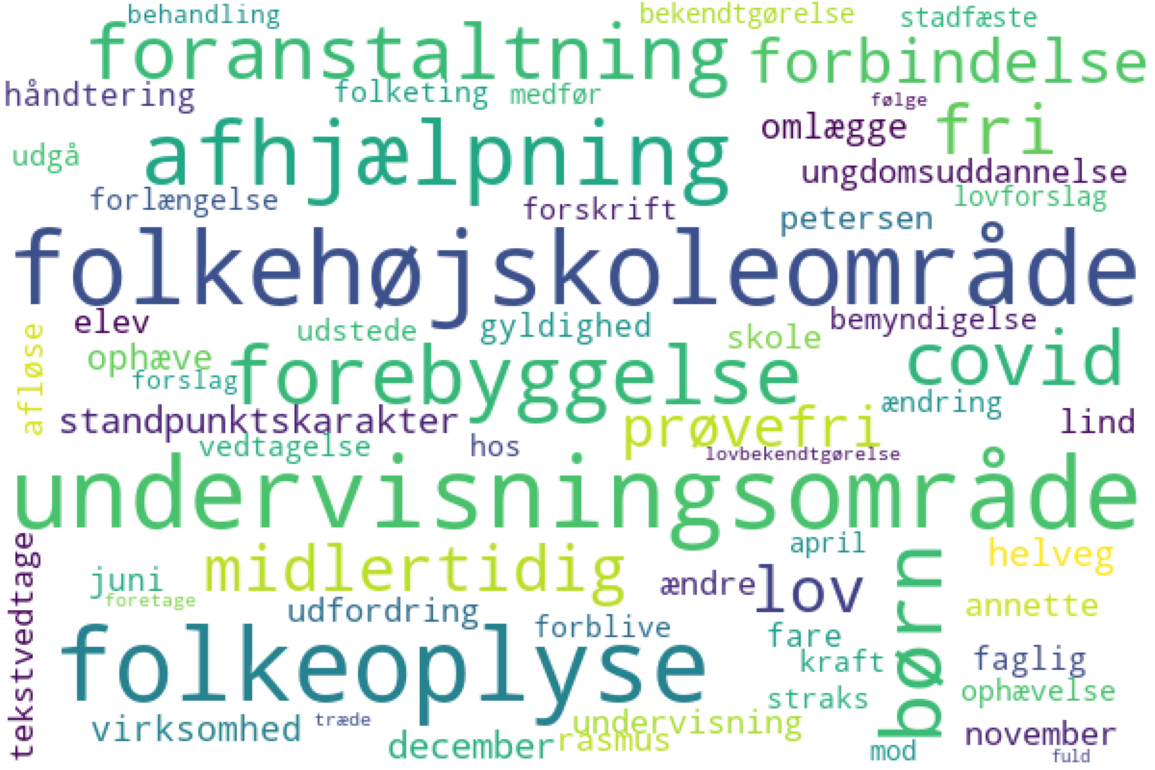 behandling
bekendtgørelse
stadfæste
foranstaltning
forbindelse
håndtering
folketing
medfør
følge
afhjælpning
omlægge
fri
udgå
ungdomsuddannelse
forlængelse
forskrift
petersen
lovforslag
folkehøjskoleområde
elev
udstede
gyldighed
skole
bemyndigelse
afløse
ophæve
forslag
forebyggelse
covid
standpunktskarakter
prøvefri
ændring
lind
vedtagelse
hos
lovbekendtgørelse
undervisningsområde
tekstvedtage
juni
midlertidig
april
børn
helveg
foretage
ændre
lov
annette
udfordring
forblive
fare
folkeoplyse
kraft
faglig
straks
ophævelse
virksomhed
træde
undervisning
december
rasmus
mod
november
fuld